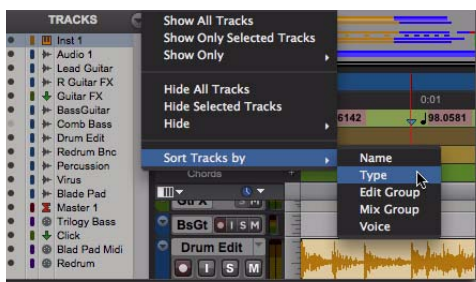 TRACKS
Inst 1
Audio 1
Lead Guitar
R Guitar FX
Guitar FX
BassGuitar
Comb Bass
Drum Edit
Redrum Bnc
Percussion
Virus
Blade Pad
Master 1
Trilogy Bass
Click
Blad Pad Midi
Redrum
Show All Tracks
Show Only Selected Tracks
Show Only
Hide All Tracks
Hide Selected Tracks
Hide
Sort Tracks by
Name
Type
Edit Group
Mix Group
Voice
0:01
6142
98.0581
Chords
BsGt
I S M
Drum Edit
I S M